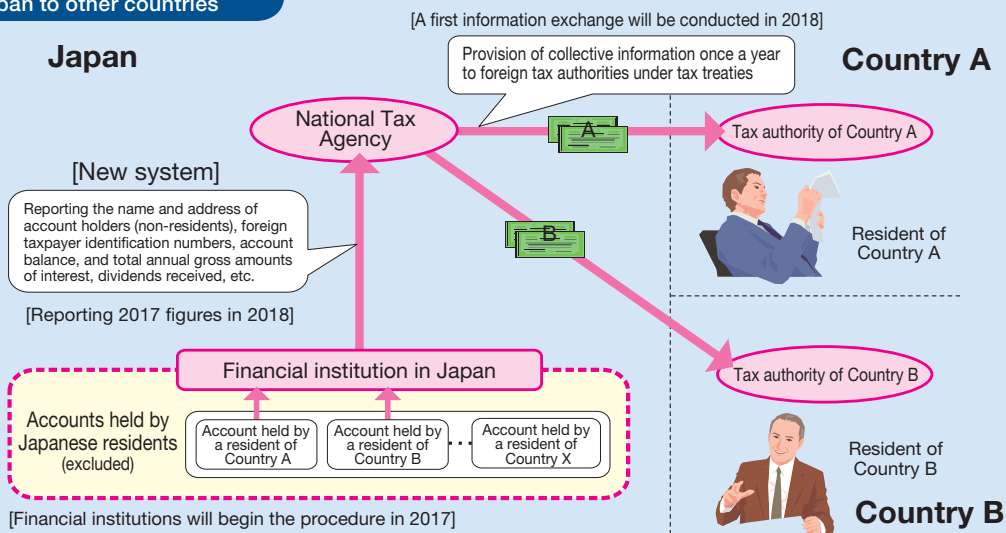 to other countries
[A first information exchange will be conducted in 2018]
Japan
Provision of collective information once a year
to foreign tax authorities under tax treaties
Country A
National Tax
Agency
A
Tax authority of Country A
[New system]
Reporting the name and address of
account holders (non-residents), foreign
taxpayer identification numbers, account
balance, and total annual gross amounts
of interest, dividends received, etc.
B
Resident of
Country A
[Reporting 2017 figures in 2018]
Financial institution in Japan
Tax authority of Country B
Accounts held by
Japanese residents
(excluded)
Account held by
a resident of
Country A
Account held by
a resident of
Country B
...
Account held by
a resident of
Country X
Resident of
Country B
[Financial institutions will begin the procedure in 2017]
Country B